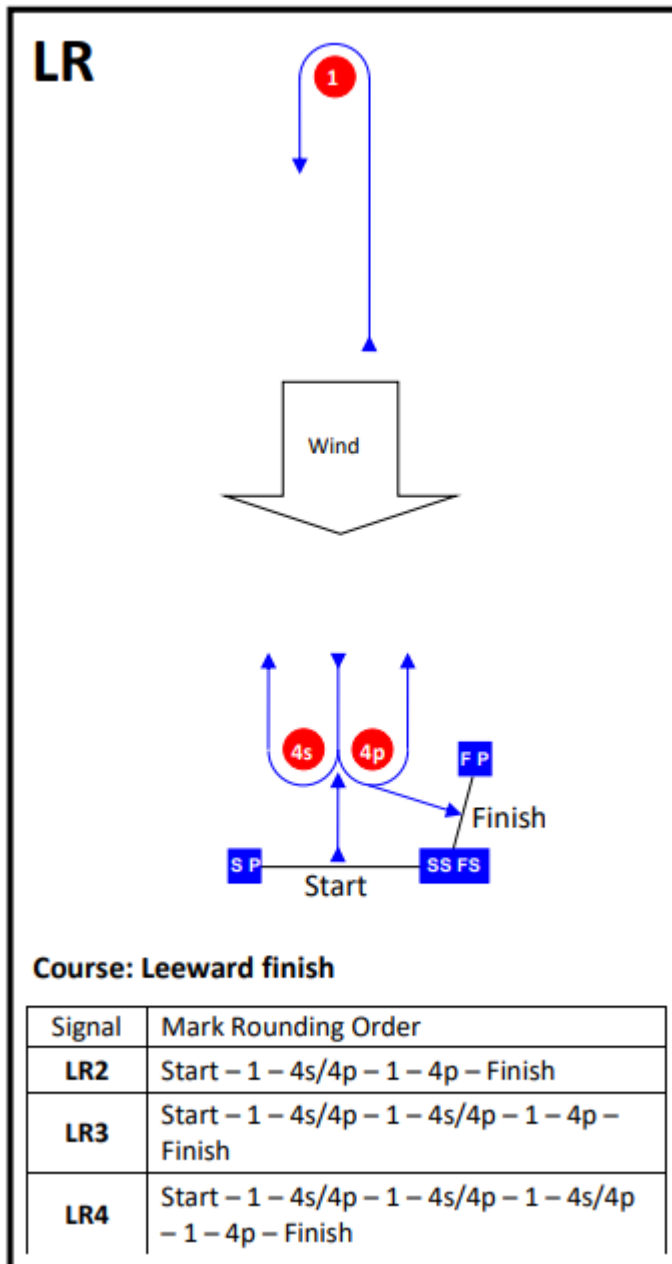 LR
1
Wind
4s 4p
F P
Finish
S P SS FS
Start
Course: Leeward finish
Signal Mark Rounding Order
LR2 Start – 1 – 4s/4p – 1 – 4p – Finish
LR3 Start – 1 – 4s/4p – 1 – 4s/4p – 1 – 4p –
Finish
LR4 Start – 1 – 4s/4p – 1 – 4s/4p – 1 – 4s/4p
– 1 – 4p – Finish